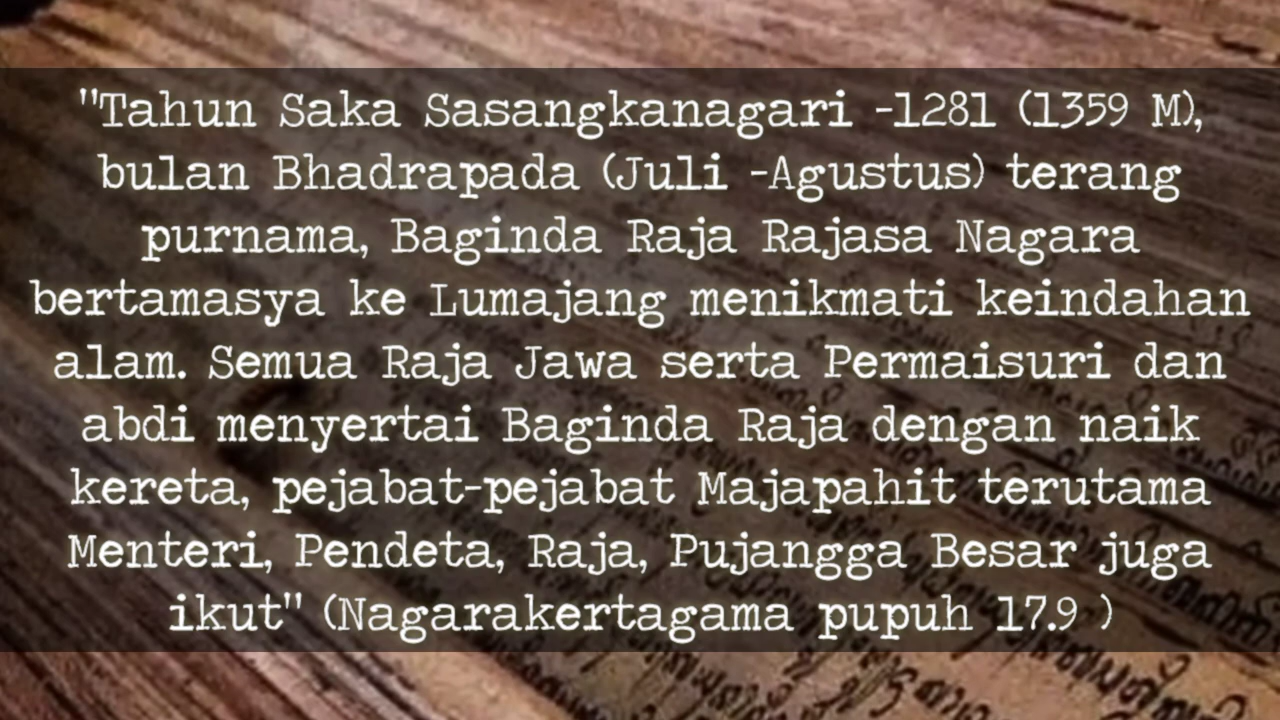 "Tahun Saka Sasangkanagari -1281 (1359 M),
bulan Bhadrapada (Juli -Agustus) terang
purnama, Baginda Raja Rajasa Nagara
bertamasya ke Lumajang menikmati keindahan
alam. Semua Raja Jawa serta Permaisuri dan
abdi menyertai Baginda Raja dengan naik
kereta, pejabat-pejabat Majapahit terutama
Menteri, Pendeta, Raja, Pujangga Besar juga
ikut" (Nagarakertagama pupuh 17.9 )